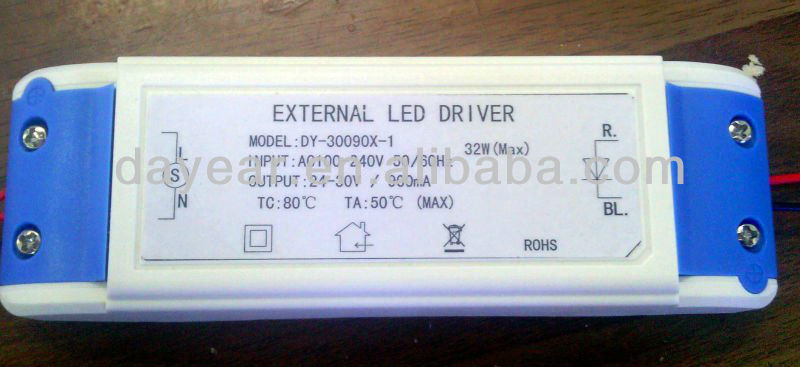 EXTERNAL LED DRIVER
MODEL:DY-30090X-1
32W(Max)
INPUT:AC100-240V 50/60Hz
OUTPUT:24-30V / 900mA
TC:80℃ TA:50℃ (MAX)
L
S
N
R.
BL.
ROHS
dayear.en.alibaba.com